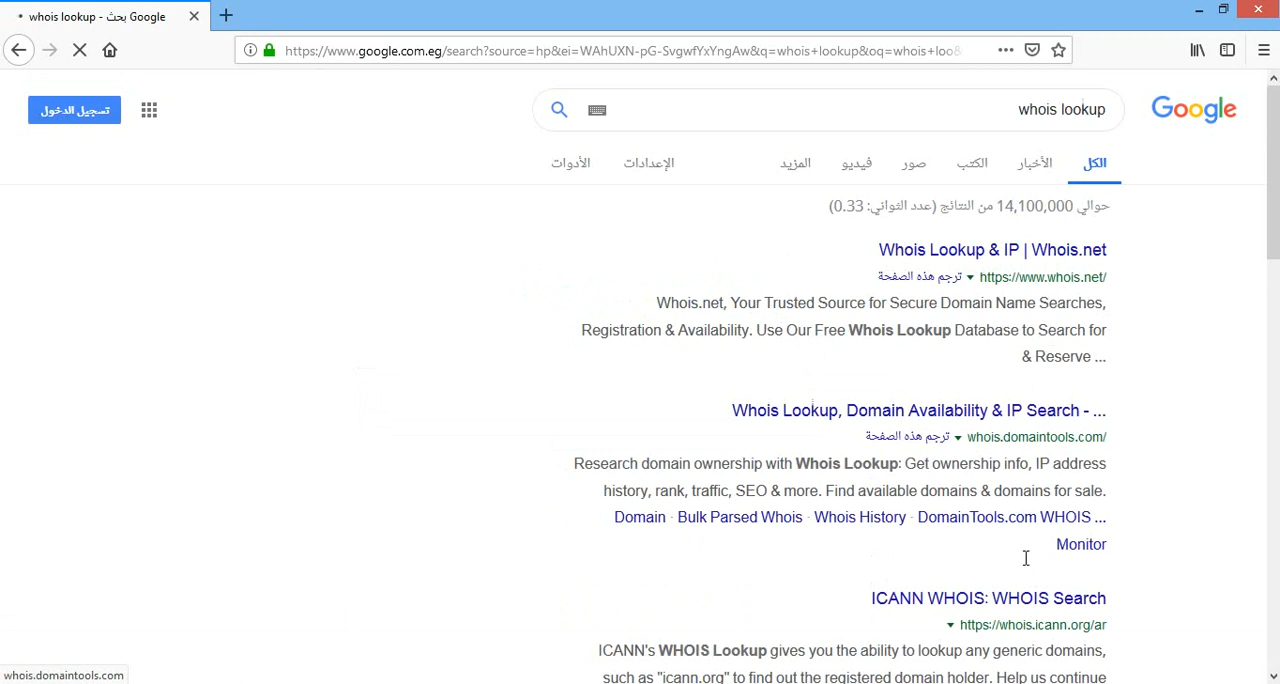 whois lookup - بحث Google
https://www.google.com.eg/search?source=hp&ei=WAhUXN-pG-SvgwfYxYngAw&q=whois+lookup&oq=whois+loo&
تسجيل الدخول
whois lookup
Google
الكل
الأخبار
الكتب
صور
فيديو
المزيد
الإعدادات
الأدوات
حوالي 14,100,000 من النتائج (عدد الثواني: 0.33)
Whois Lookup & IP | Whois.net
https://www.whois.net/ ترجم هذه الصفحة
Whois.net, Your Trusted Source for Secure Domain Name Searches,
Registration & Availability. Use Our Free Whois Lookup Database to Search for
& Reserve ...
Whois Lookup, Domain Availability & IP Search - ...
whois.domaintools.com/ ترجم هذه الصفحة
Research domain ownership with Whois Lookup: Get ownership info, IP address
history, rank, traffic, SEO & more. Find available domains & domains for sale.
Domain · Bulk Parsed Whois · Whois History · DomainTools.com WHOIS ...
Monitor
ICANN WHOIS: WHOIS Search
https://whois.icann.org/ar
ICANN's WHOIS Lookup gives you the ability to lookup any generic domains,
such as "icann.org" to find out the registered domain holder. Help us continue
whois.domaintools.com